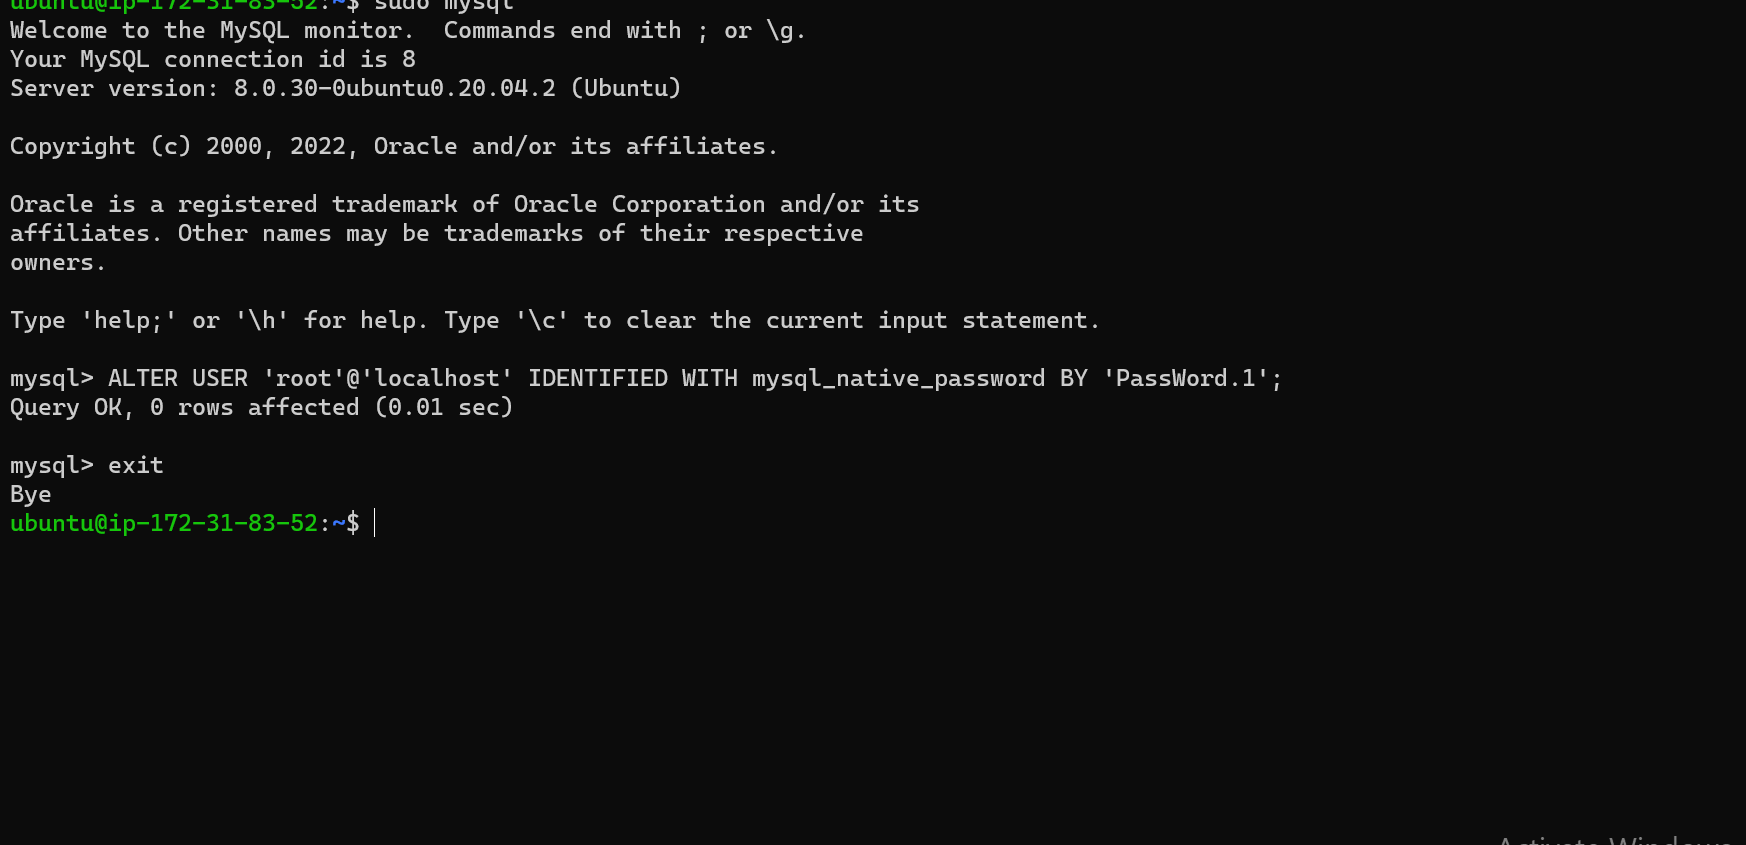 ubuntu@ip-172-31-83-52:~$ sudo mysql
Welcome to the MySQL monitor.  Commands end with ; or \g.
Your MySQL connection id is 8
Server version: 8.0.30-0ubuntu0.20.04.2 (Ubuntu)
Copyright (c) 2000, 2022, Oracle and/or its affiliates.
Oracle is a registered trademark of Oracle Corporation and/or its
affiliates. Other names may be trademarks of their respective
owners.
Type 'help;' or '\h' for help. Type '\c' to clear the current input statement.
mysql> ALTER USER 'root'@'localhost' IDENTIFIED WITH mysql_native_password BY 'PassWord.1';
Query OK, 0 rows affected (0.01 sec)
mysql> exit
Bye
ubuntu@ip-172-31-83-52:~$
Activate Windows